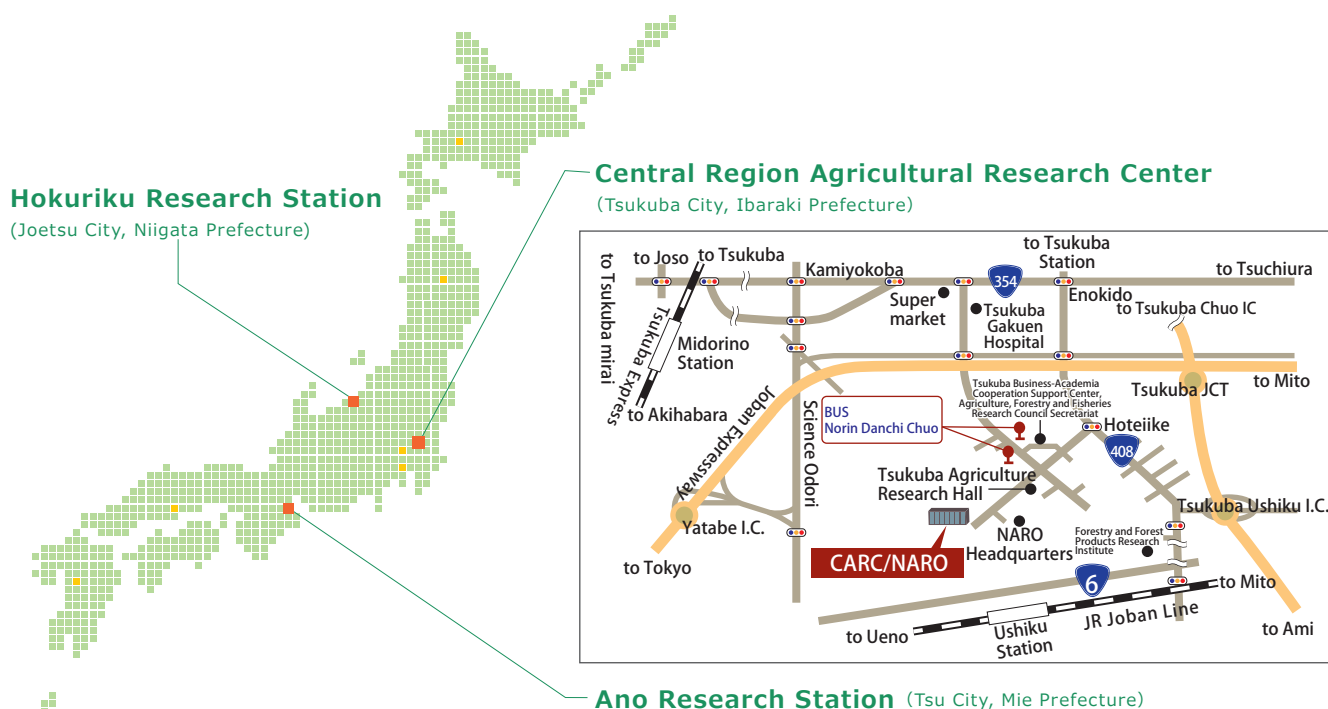 Hokuriku Research Station
(Joetsu City, Niigata Prefecture)
Central Region Agricultural Research Center
(Tsukuba City, Ibaraki Prefecture)
to Tsukuba mirai
to Joso
to Tsukuba
Kamiyokoba
to Tsukuba
Station
to Tsuchiura
354
Enokido
to Tsukuba Chuo IC
Super
market
Tsukuba
Gakuen
Hospital
Tsukuba Express
Midorino
Station
to Akihabara
Joban Expressway
Science Odori
to Mito
Tsukuba JCT
Tsukuba Business-Academia
Cooperation Support Center,
Agriculture, Forestry and Fisheries
Research Council Secretariat
BUS
Norin Danchi Chuo
Hoteiike
408
Tsukuba Agriculture
Research Hall
Yatabe I.C.
Tsukuba Ushiku I.C.
NARO
Headquarters
Forestry and Forest
Products Research
Institute
CARC/NARO
to Tokyo
6
to Mito
JR Joban Line
to Ueno
Ushiku
Station
to Ami
Ano Research Station (Tsu City, Mie Prefecture)